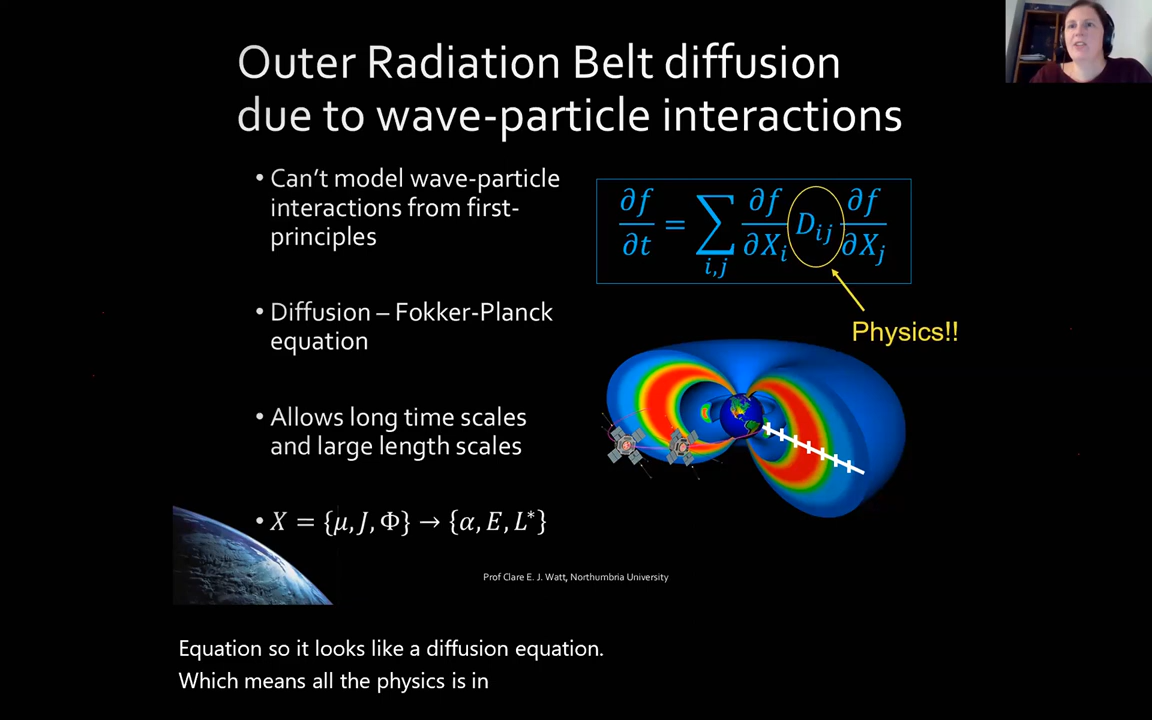 Outer Radiation Belt diffusion
due to wave-particle interactions
• Can't model wave-particle
interactions from first-
principles
• Diffusion – Fokker-Planck
equation
• Allows long time scales
and large length scales
• X = {μ, J, Φ} → {α, E, L*}
∂f/∂t = ∑_{i,j} ∂f/∂X_i D_{ij} ∂f/∂X_j
Physics!!
Prof Clare E. J. Watt, Northumbria University
Equation so it looks like a diffusion equation.
Which means all the physics is in